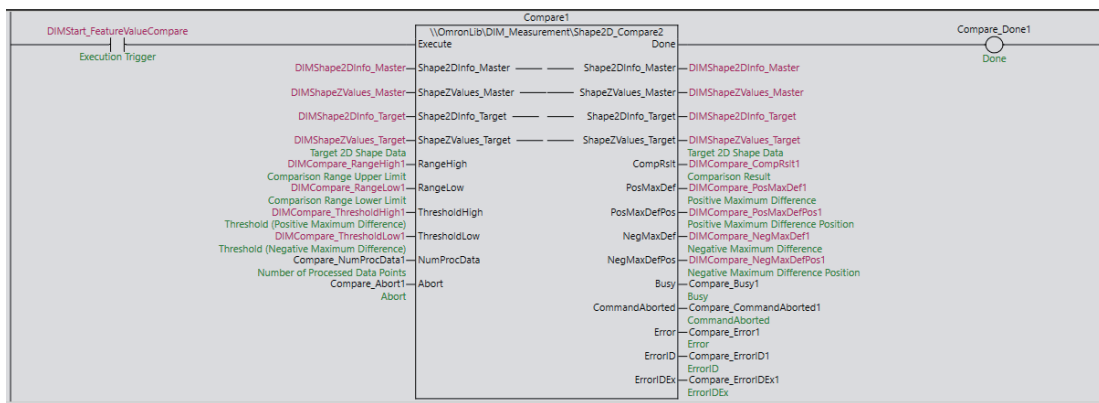 Compare1
DIMStart_FeatureValueCompare \\OmronLib\DIM_Measurement\Shape2D_Compare2 Compare_Done1
Execute Done
Execution Trigger Done
DIMShape2DInfo_Master Shape2DInfo_Master Shape2DInfo_Master DIMShape2DInfo_Master
DIMShapeZValues_Master ShapeZValues_Master ShapeZValues_Master DIMShapeZValues_Master
DIMShape2DInfo_Target Shape2DInfo_Target Shape2DInfo_Target DIMShape2DInfo_Target
DIMShapeZValues_Target ShapeZValues_Target ShapeZValues_Target DIMShapeZValues_Target
Target 2D Shape Data Target 2D Shape Data
DIMCompare_RangeHigh1 RangeHigh CompRslt DIMCompare_CompRslt1
Comparison Range Upper Limit Comparison Result
DIMCompare_RangeLow1 RangeLow PosMaxDef DIMCompare_PosMaxDef1
Comparison Range Lower Limit Positive Maximum Difference
DIMCompare_ThresholdHigh1 ThresholdHigh PosMaxDefPos DIMCompare_PosMaxDefPos1
Threshold (Positive Maximum Difference) Positive Maximum Difference Position
DIMCompare_ThresholdLow1 ThresholdLow NegMaxDef DIMCompare_NegMaxDef1
Threshold (Negative Maximum Difference) Negative Maximum Difference
Compare_NumProcData1 NumProcData NegMaxDefPos DIMCompare_NegMaxDefPos1
Number of Processed Data Points Negative Maximum Difference Position
Compare_Abort1 Abort Busy Compare_Busy1
Abort Busy
CommandAborted Compare_CommandAborted1
CommandAborted
Error Compare_Error1
Error
ErrorID Compare_ErrorID1
ErrorID
ErrorIDEx Compare_ErrorIDEx1
ErrorIDEx